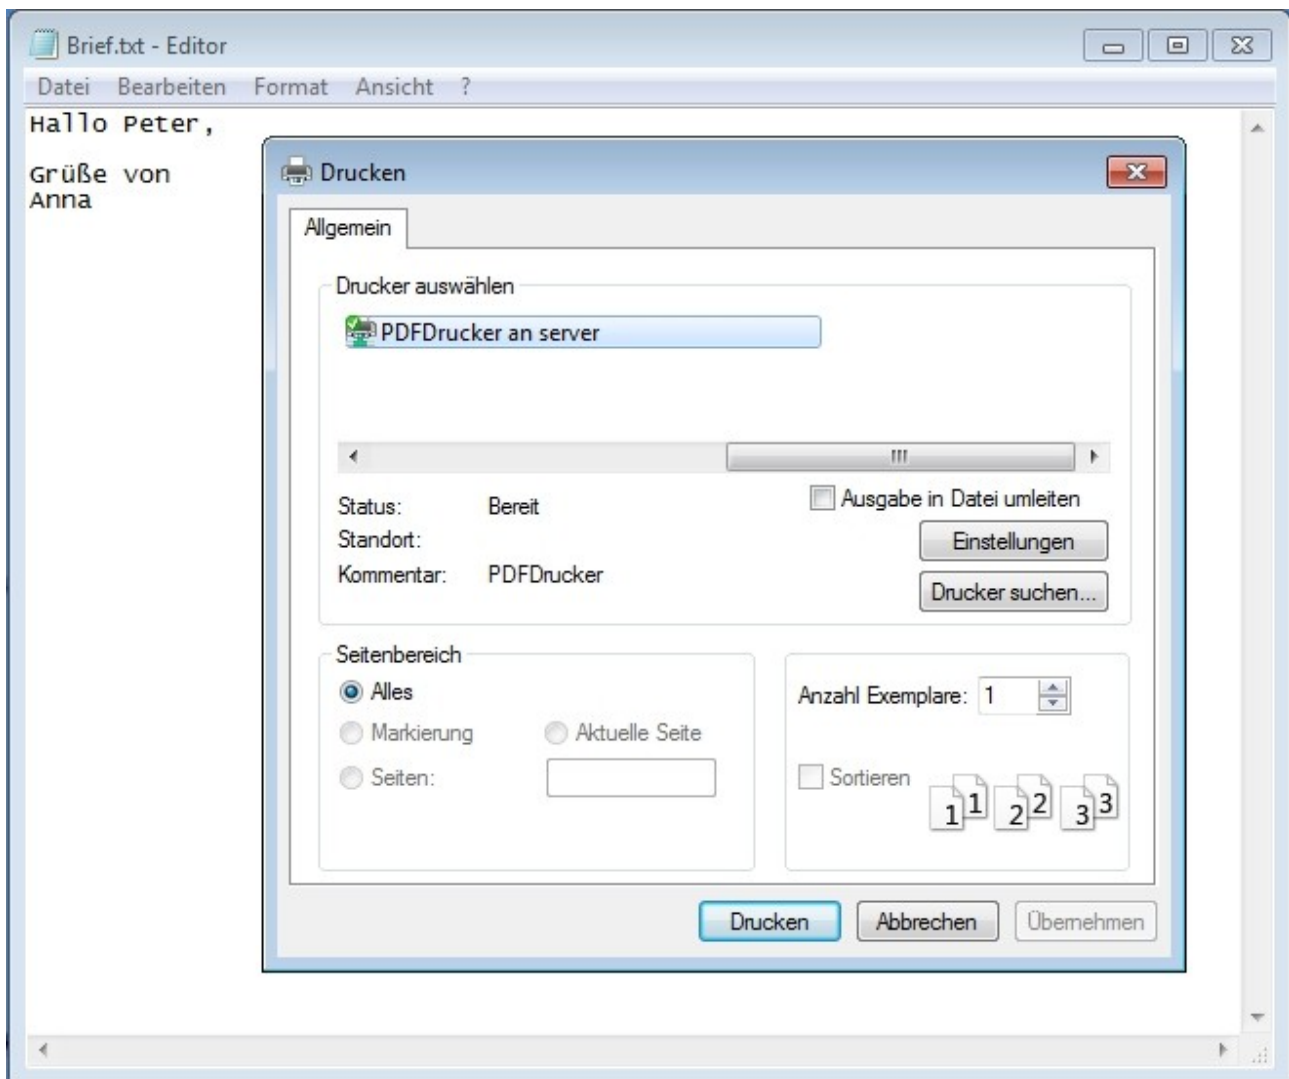 Brief.txt - Editor
Datei Bearbeiten Format Ansicht ?
Hallo Peter,
Grüße von
Anna
Drucken
Allgemein
Drucker auswählen
PDFDrucker an server
Status: Bereit
Ausgabe in Datei umleiten
Standort:
Einstellungen
Kommentar: PDFDrucker
Drucker suchen...
Seitenbereich
Alles
Markierung Aktuelle Seite
Seiten:
Anzahl Exemplare: 1
Sortieren
1 1 2 2 3 3
Drucken Abbrechen Übernehmen